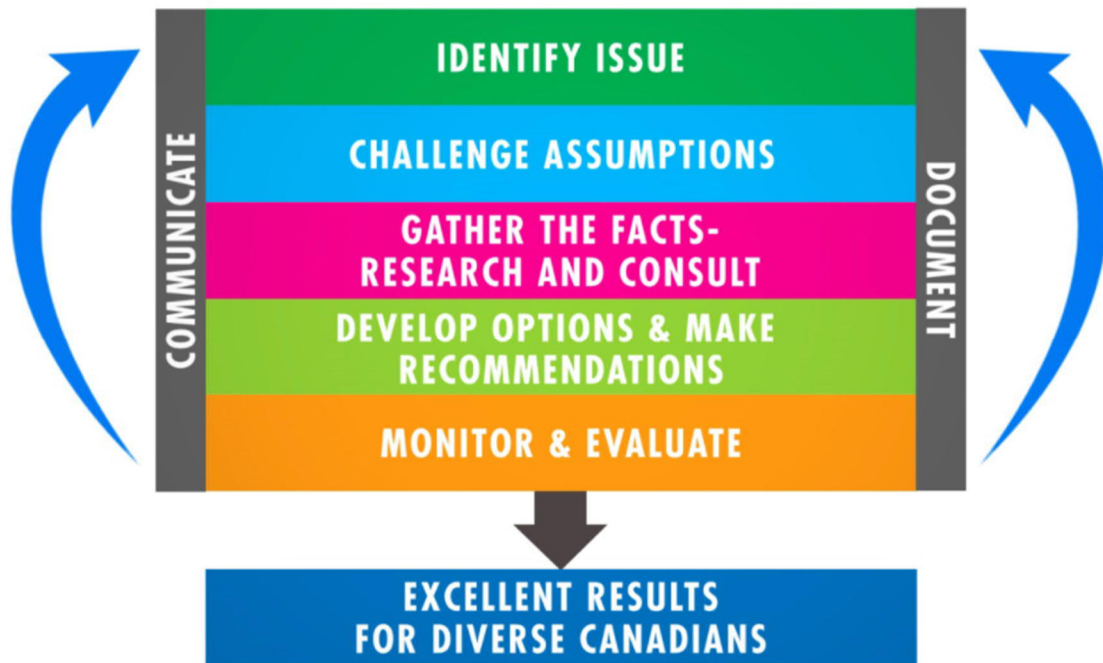 IDENTIFY ISSUE
CHALLENGE ASSUMPTIONS
GATHER THE FACTS-
RESEARCH AND CONSULT
DEVELOP OPTIONS & MAKE
RECOMMENDATIONS
MONITOR & EVALUATE
COMMUNICATE
DOCUMENT
EXCELLENT RESULTS
FOR DIVERSE CANADIANS